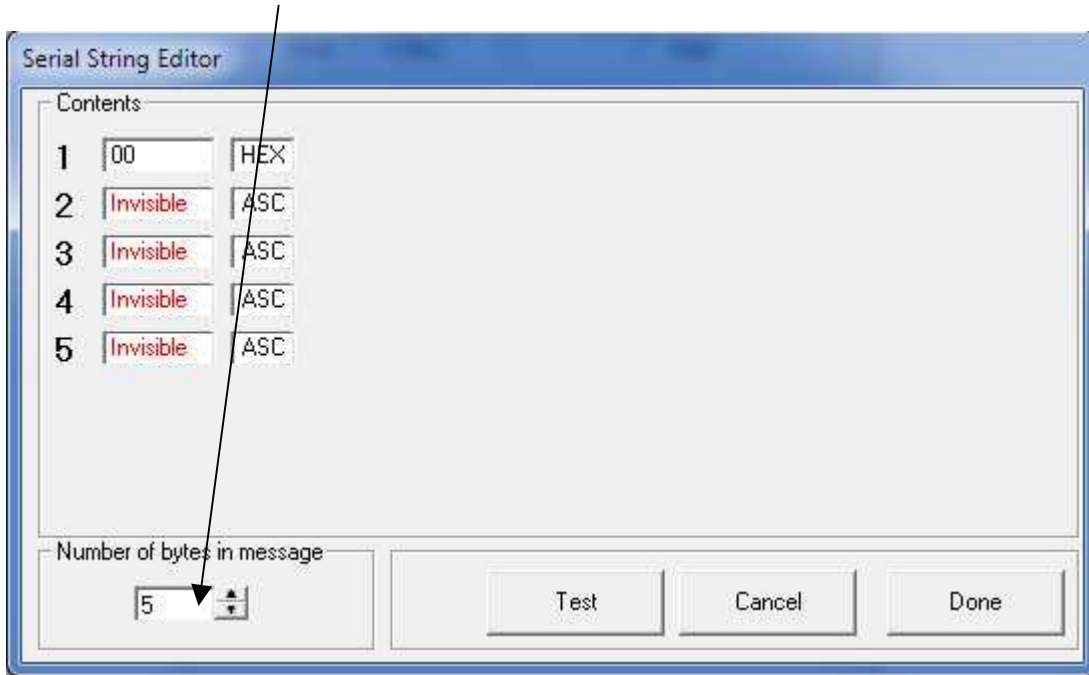 Serial String Editor
Contents
1 00 HEX
2 Invisible ASC
3 Invisible ASC
4 Invisible ASC
5 Invisible ASC
Number of bytes in message
5
Test Cancel Done